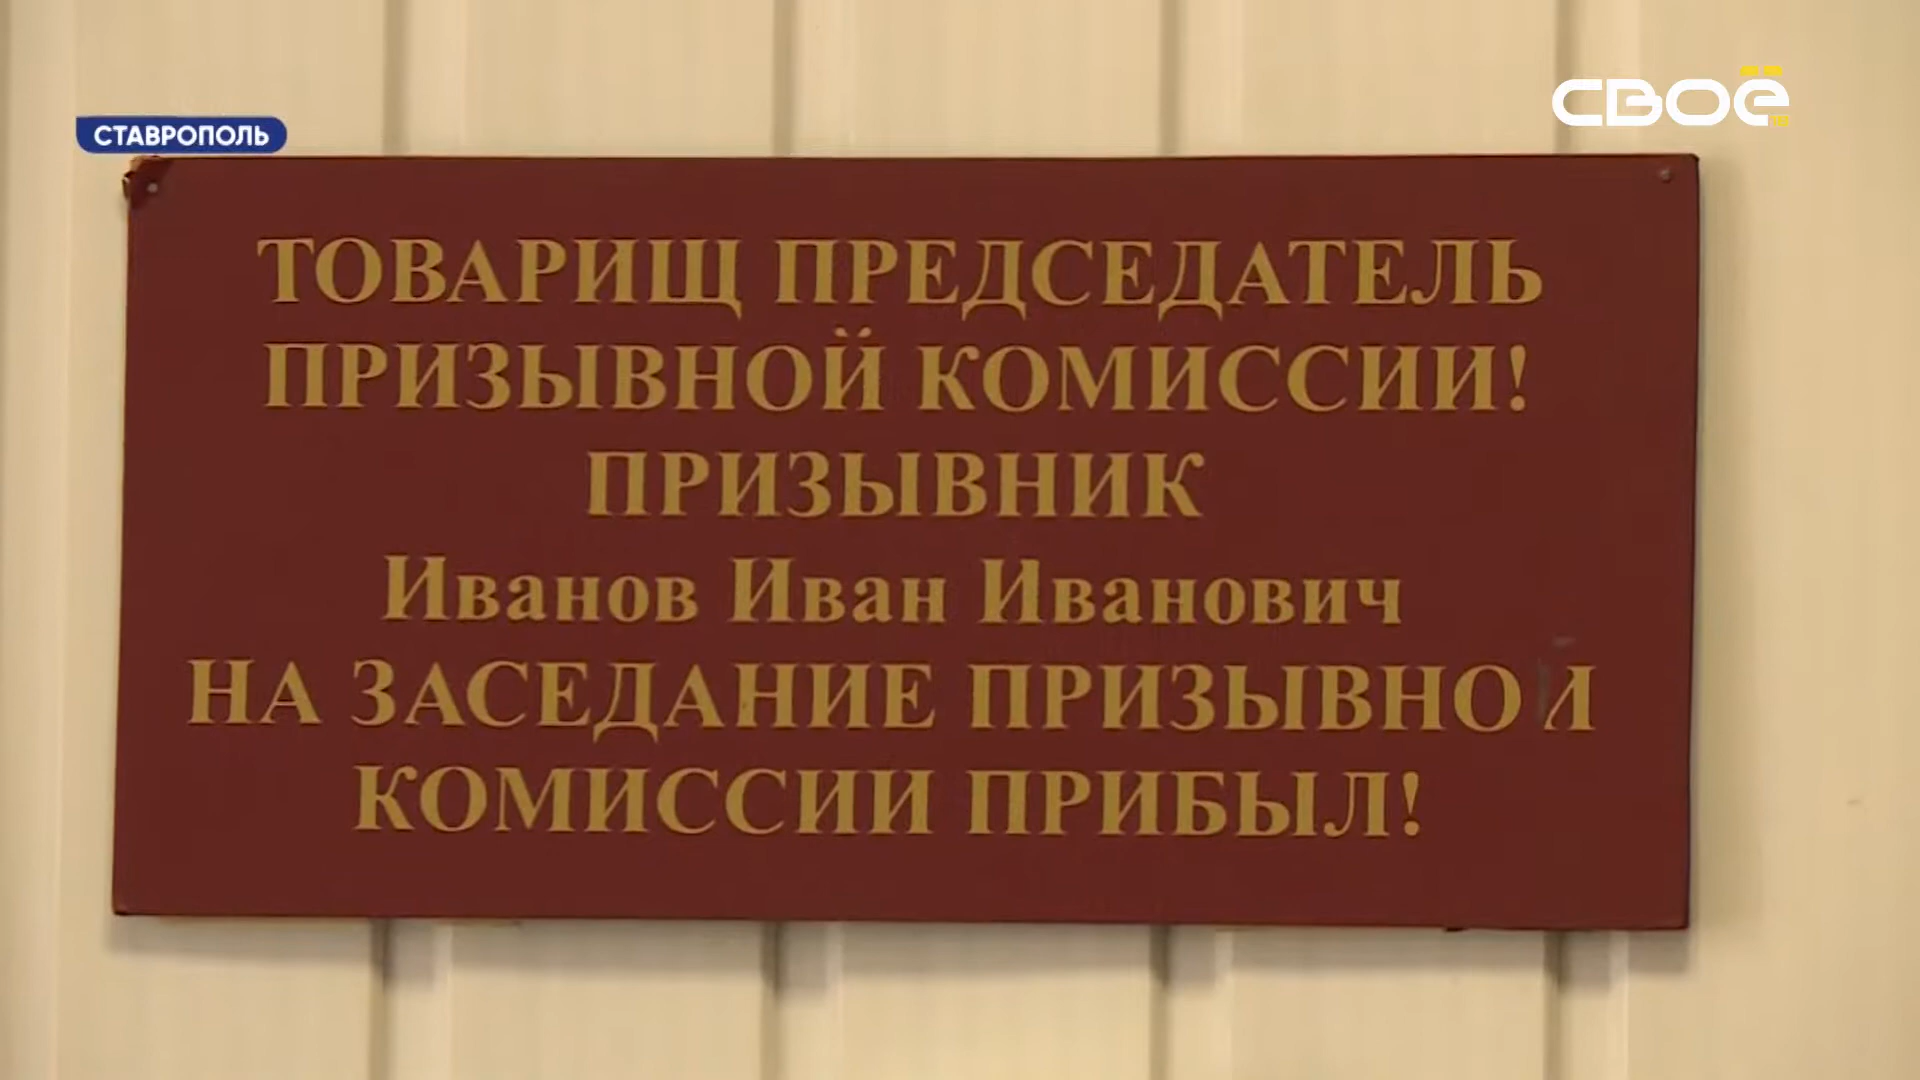 СВОЁ
СТАВРОПОЛЬ
ТОВАРИЩ ПРЕДСЕДАТЕЛЬ
ПРИЗЫВНОЙ КОМИССИИ!
ПРИЗЫВНИК
Иванов Иван Иванович
НА ЗАСЕДАНИЕ ПРИЗЫВНОЙ
КОМИССИИ ПРИБЫЛ!